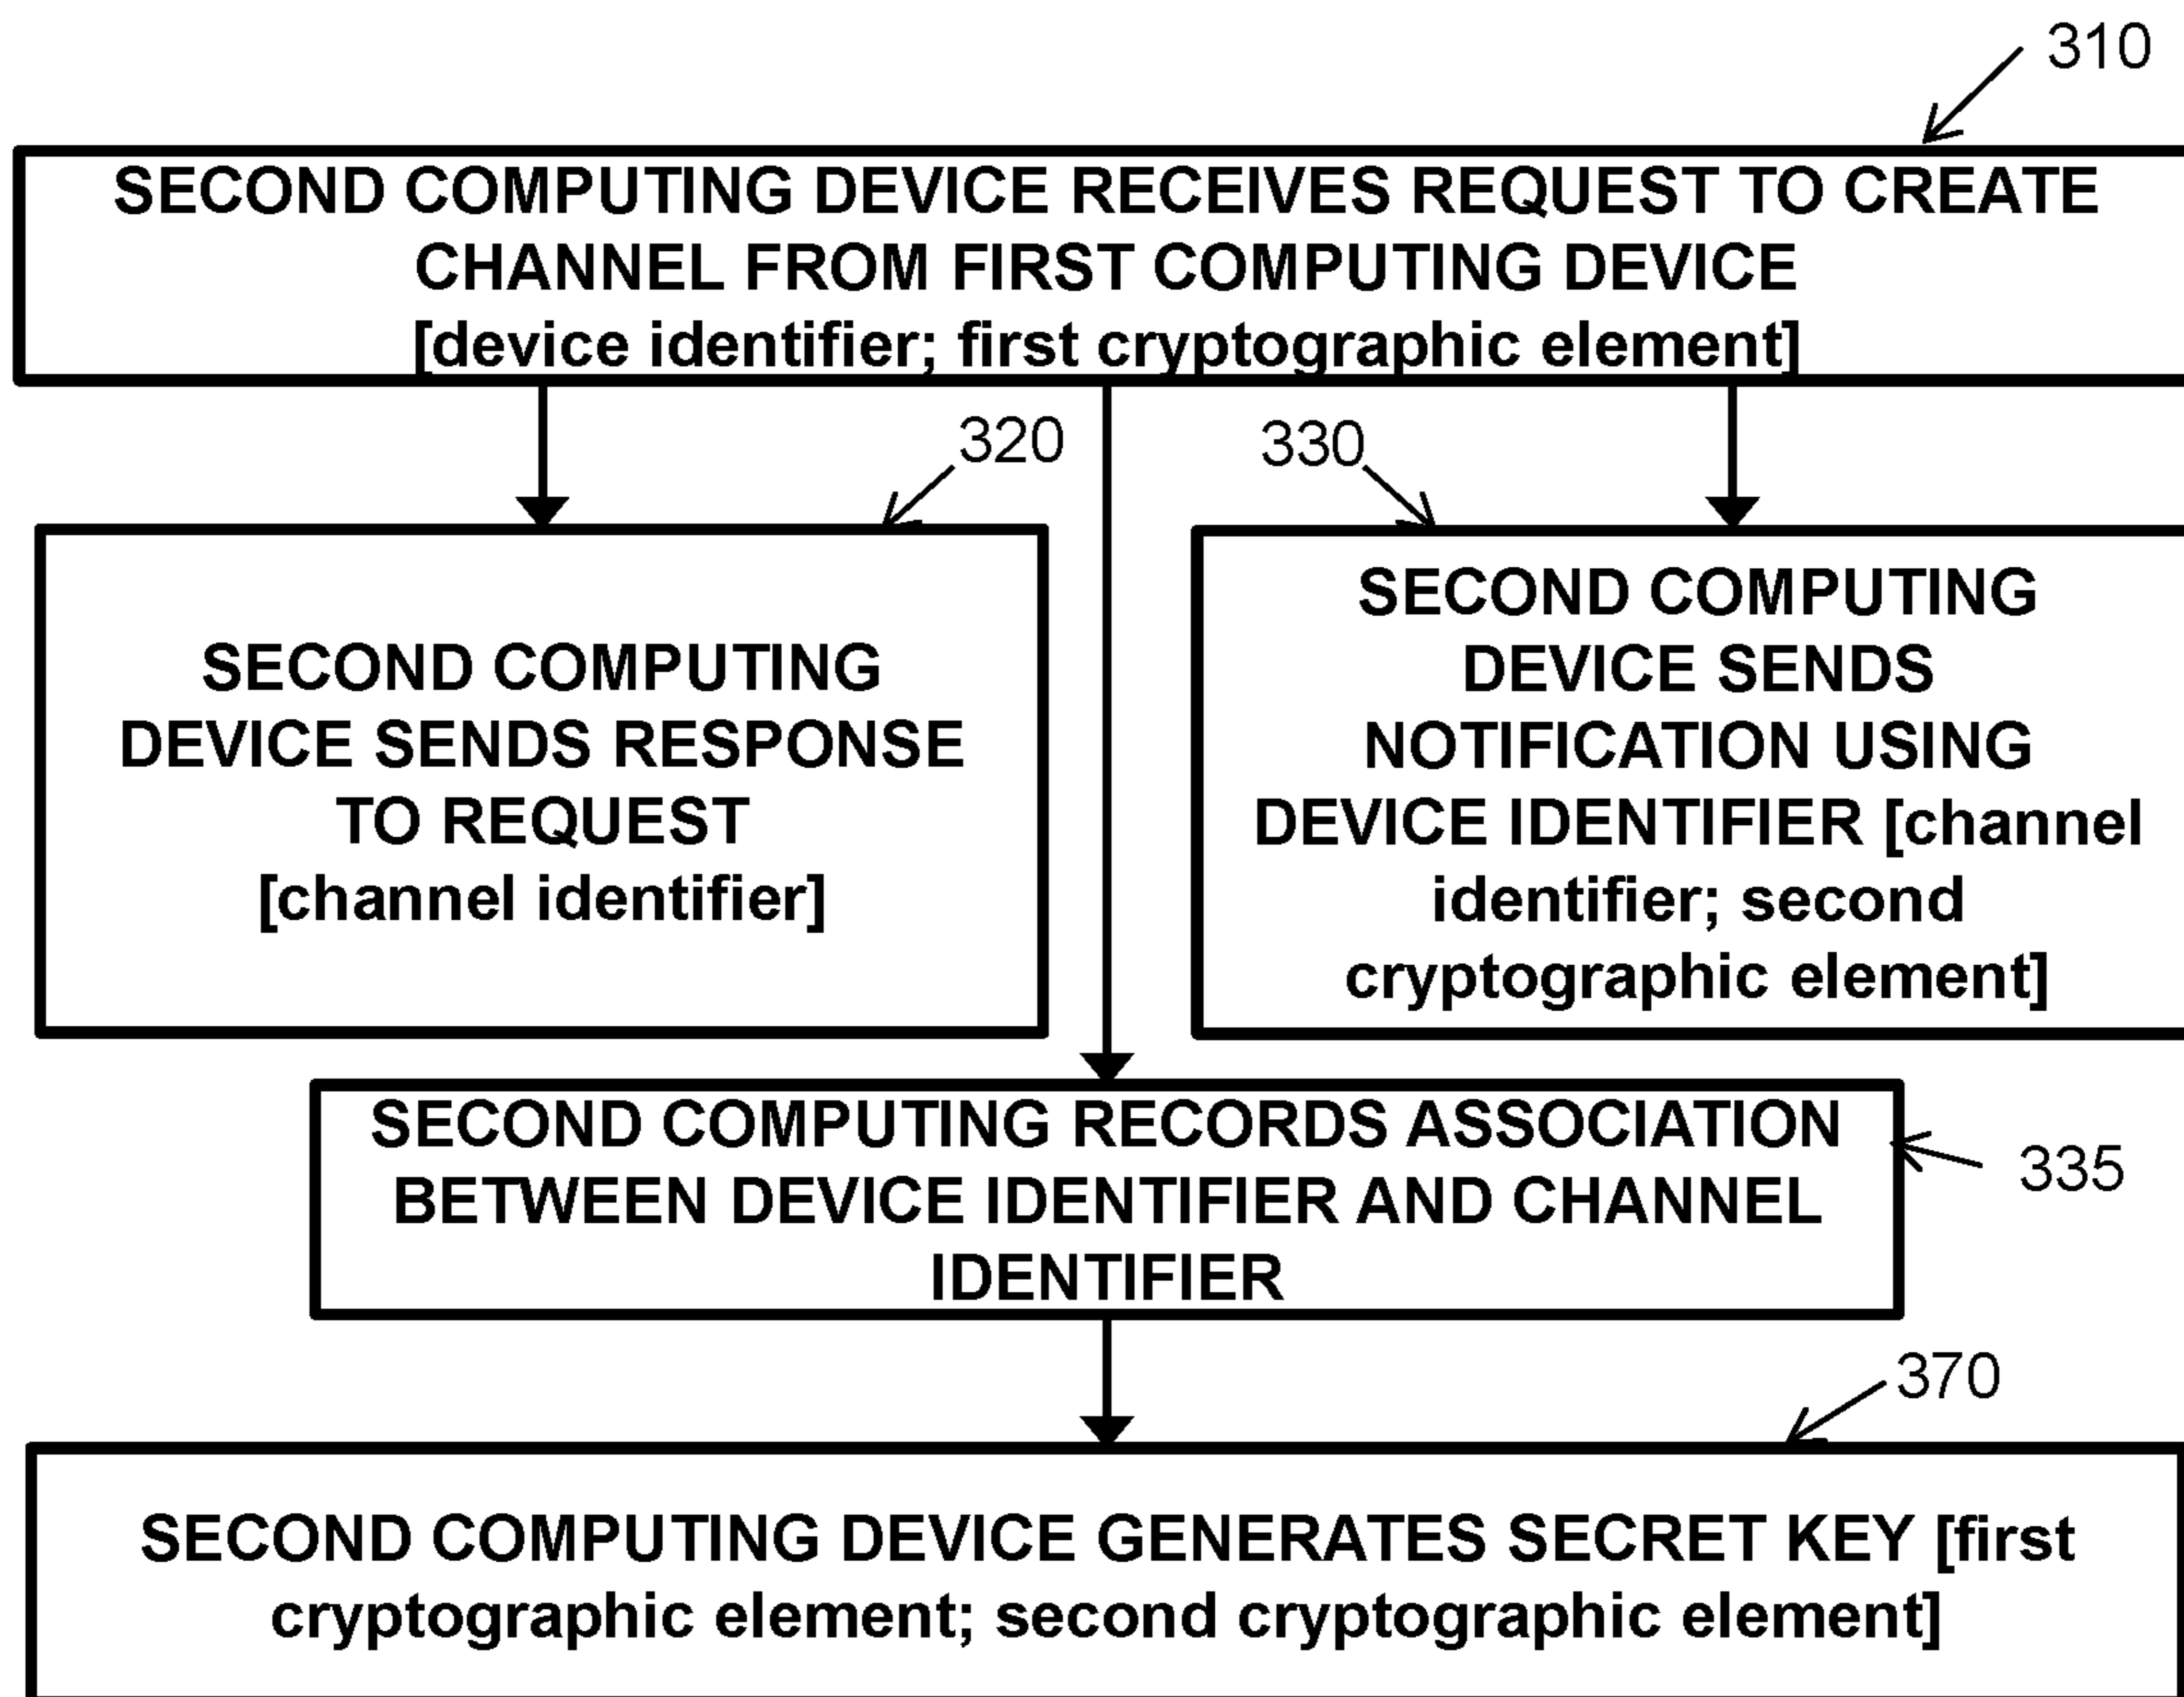 310
SECOND COMPUTING DEVICE RECEIVES REQUEST TO CREATE
CHANNEL FROM FIRST COMPUTING DEVICE
[device identifier; first cryptographic element]
320
SECOND COMPUTING
DEVICE SENDS RESPONSE
TO REQUEST
[channel identifier]
330
SECOND COMPUTING
DEVICE SENDS
NOTIFICATION USING
DEVICE IDENTIFIER [channel
identifier; second
cryptographic element]
SECOND COMPUTING RECORDS ASSOCIATION
BETWEEN DEVICE IDENTIFIER AND CHANNEL
IDENTIFIER
335
370
SECOND COMPUTING DEVICE GENERATES SECRET KEY [first
cryptographic element; second cryptographic element]